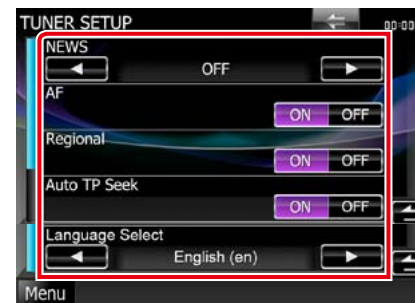 TUNER SETUP
00:00
NEWS
OFF
AF
ON OFF
Regional
ON OFF
Auto TP Seek
ON OFF
Language Select
English (en)
Menu